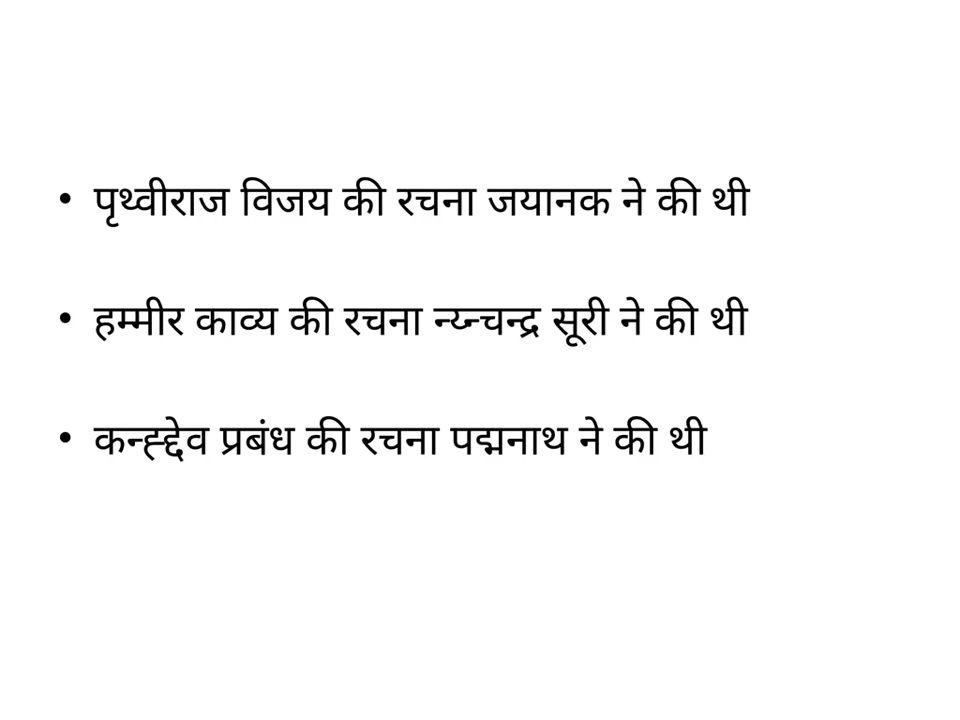 • पृथ्वीराज विजय की रचना जयानक ने की थी
• हम्मीर काव्य की रचना न्य्न्चन्द्र सूरी ने की थी
• कन्ह्द्देव प्रबंध की रचना पद्मनाथ ने की थी